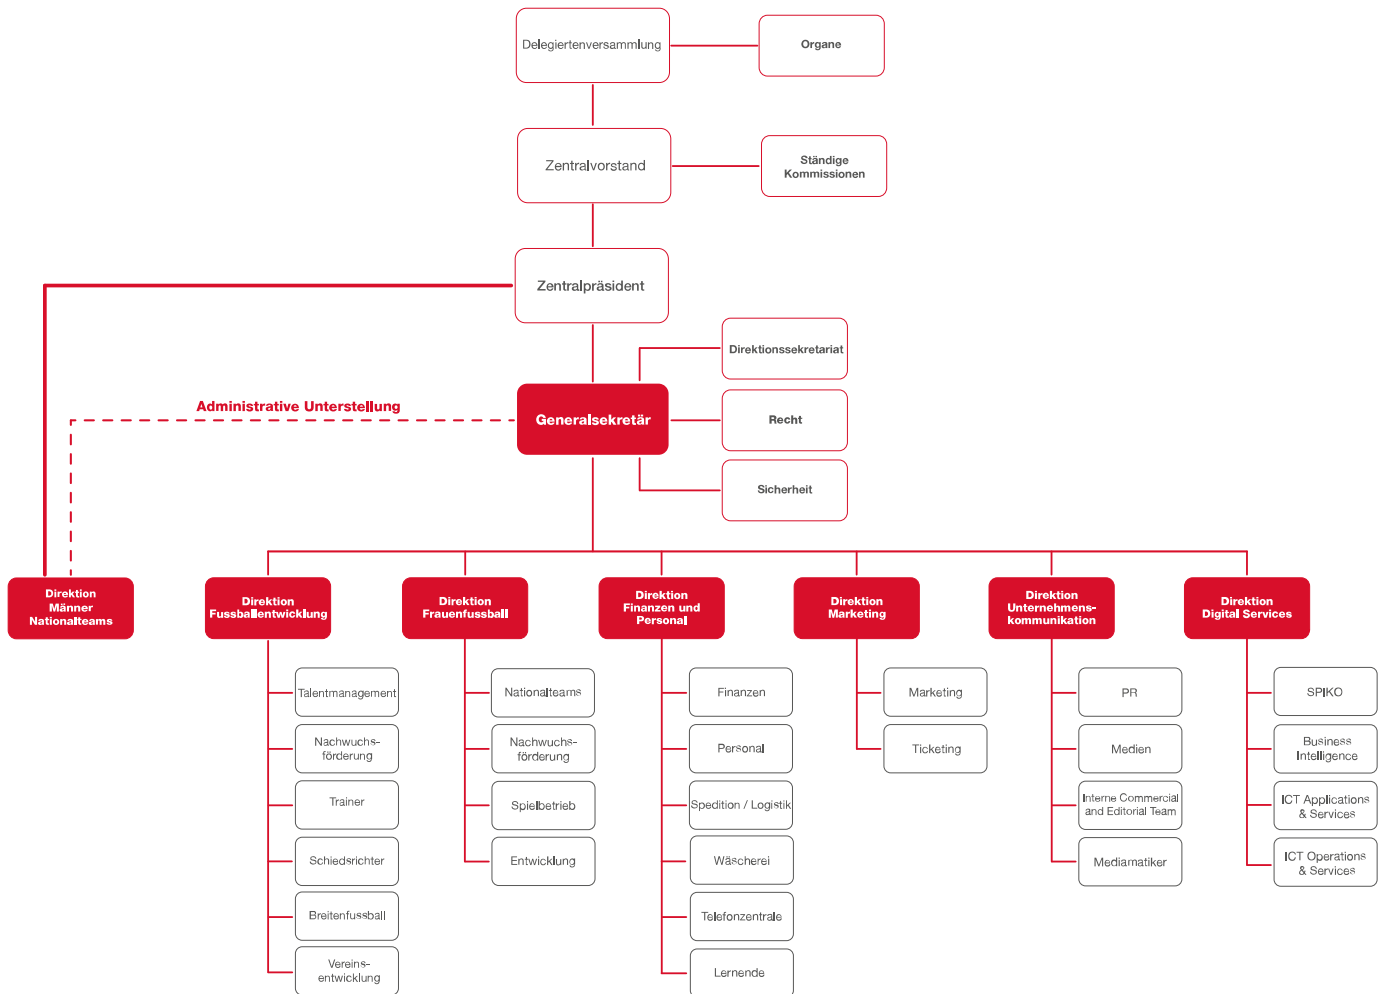 Delegiertenversammlung
Organe
Zentralvorstand
Ständige
Kommissionen
Zentralpräsident
Direktionssekretariat
Administrative Unterstellung
Generalsekretär
Recht
Sicherheit
Direktion
Männer
Nationalteams
Direktion
Fussballentwicklung
Direktion
Frauenfussball
Direktion
Finanzen und
Personal
Direktion
Marketing
Direktion
Unternehmens-
kommunikation
Direktion
Digital Services
Talentmanagement
Nachwuchs-
förderung
Trainer
Schiedsrichter
Breitenfussball
Vereins-
entwicklung
Nationalteams
Nachwuchs-
förderung
Spielbetrieb
Entwicklung
Finanzen
Personal
Spedition / Logistik
Wäscherei
Telefonzentrale
Lernende
Marketing
Ticketing
PR
Medien
Interne Commercial
and Editorial Team
Mediamatiker
SPIKO
Business
Intelligence
ICT Applications
& Services
ICT Operations
& Services